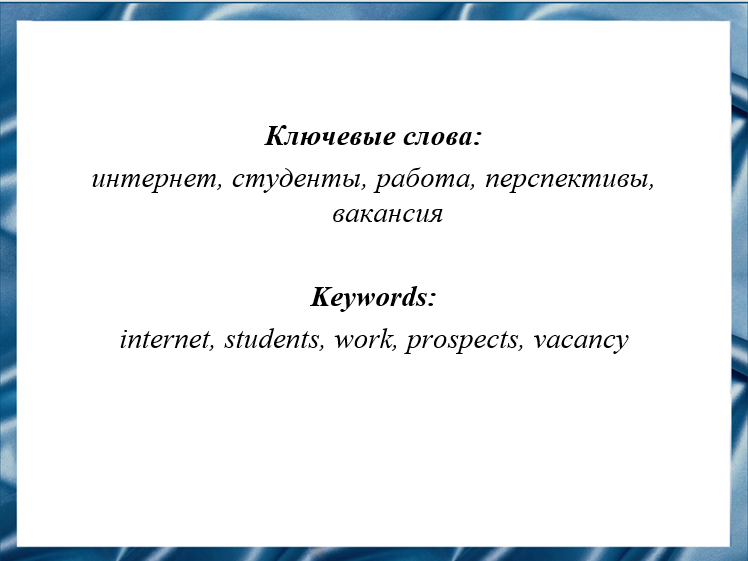 Ключевые слова:
интернет, студенты, работа, перспективы,
вакансия
Keywords:
internet, students, work, prospects, vacancy